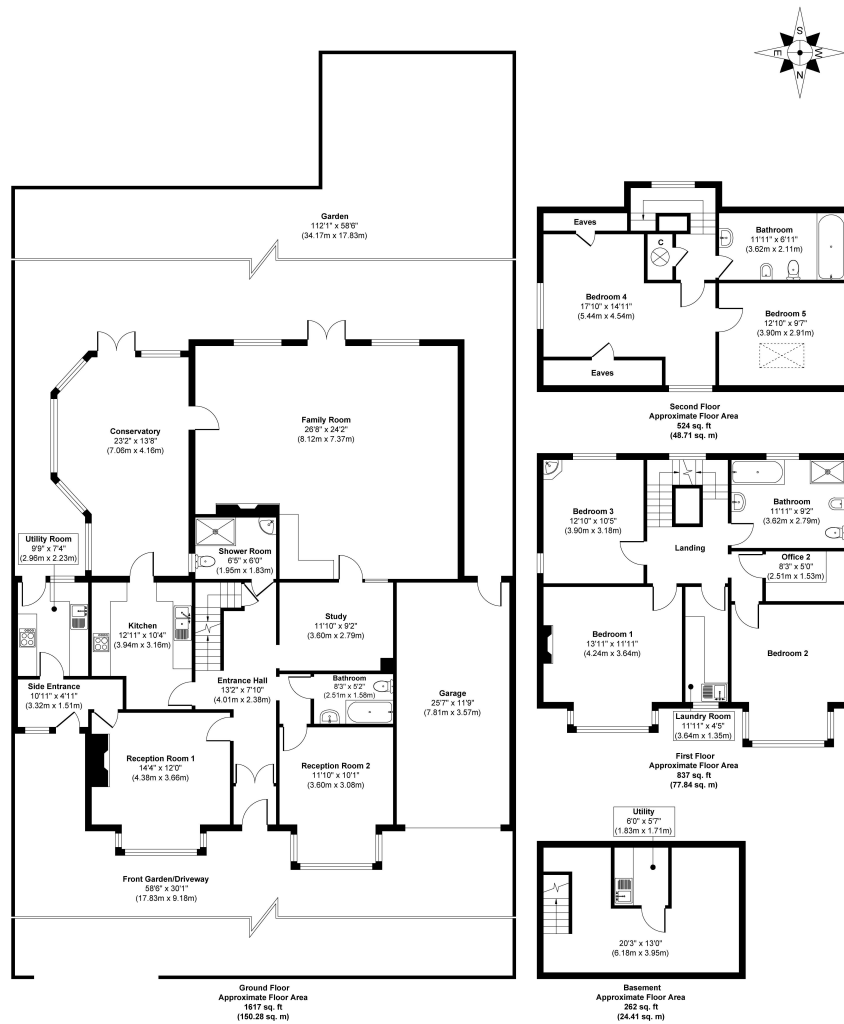 S
E
W
N
Garden
112'1" x 58'6"
(34.17m x 17.83m)
Conservatory
23'2" x 13'8"
(7.06m x 4.16m)
Family Room
26'8" x 24'2"
(8.12m x 7.37m)
Utility Room
9'9" x 7'4"
(2.96m x 2.23m)
Shower Room
6'5" x 6'0"
(1.95m x 1.83m)
Kitchen
12'11" x 10'4"
(3.94m x 3.16m)
Study
11'10" x 9'2"
(3.60m x 2.79m)
Side Entrance
10'11" x 4'11"
(3.32m x 1.51m)
Entrance Hall
13'2" x 7'10"
(4.01m x 2.38m)
Bathroom
8'3" x 5'2"
(2.51m x 1.58m)
Garage
25'7" x 11'9"
(7.81m x 3.57m)
Reception Room 1
14'4" x 12'0"
(4.38m x 3.66m)
Reception Room 2
11'10" x 10'1"
(3.60m x 3.08m)
Front Garden/Driveway
58'6" x 30'1"
(17.83m x 9.18m)
Ground Floor
Approximate Floor Area
1617 sq. ft
(150.28 sq. m)
Eaves
C
Bathroom
11'11" x 6'11"
(3.62m x 2.11m)
Bedroom 4
17'10" x 14'11"
(5.44m x 4.54m)
Bedroom 5
12'10" x 9'7"
(3.90m x 2.91m)
Eaves
Second Floor
Approximate Floor Area
524 sq. ft
(48.71 sq. m)
Bedroom 3
12'10" x 10'5"
(3.90m x 3.18m)
Bathroom
11'11" x 9'2"
(3.62m x 2.79m)
Landing
Office 2
8'3" x 5'0"
(2.51m x 1.53m)
Bedroom 1
13'11" x 11'11"
(4.24m x 3.64m)
Bedroom 2
Laundry Room
11'11" x 4'5"
(3.64m x 1.35m)
First Floor
Approximate Floor Area
837 sq. ft
(77.84 sq. m)
Utility
6'0" x 5'7"
(1.83m x 1.71m)
20'3" x 13'0"
(6.18m x 3.95m)
Basement
Approximate Floor Area
262 sq. ft
(24.41 sq. m)